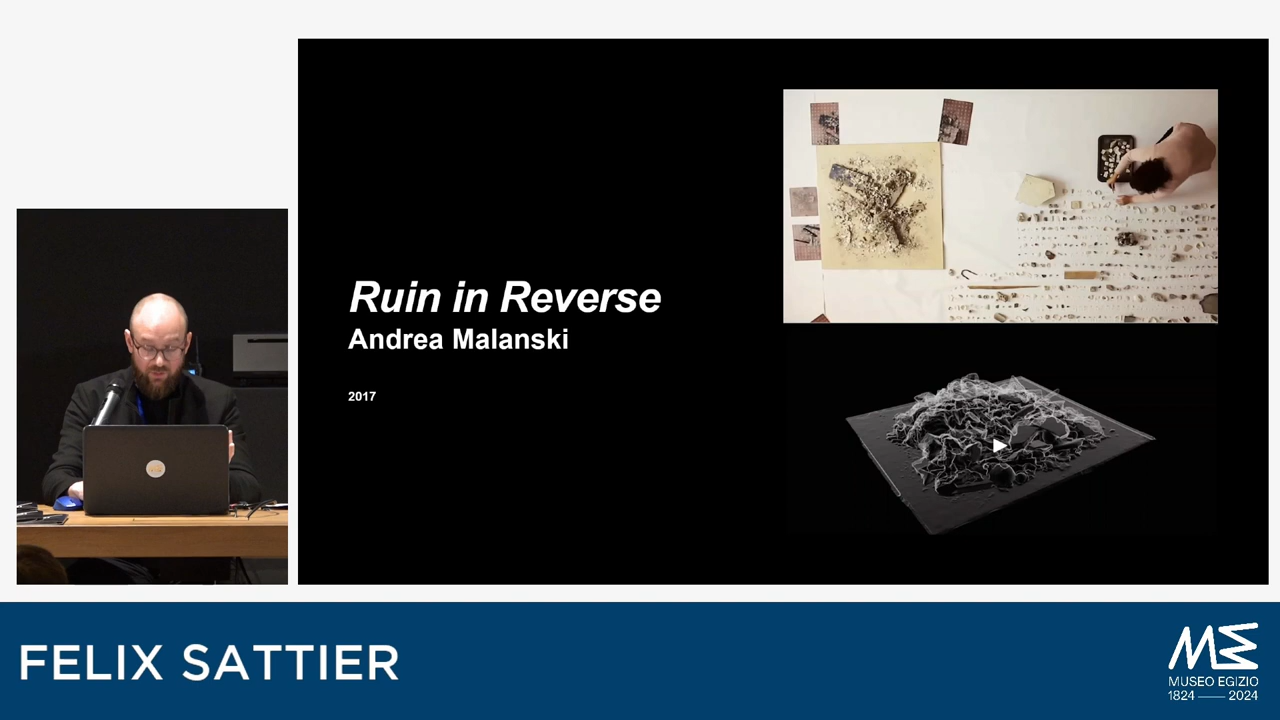 Ruin in Reverse
Andrea Malanski
2017
FELIX SATTIER
MUSEO EGIZIO
1824 — 2024